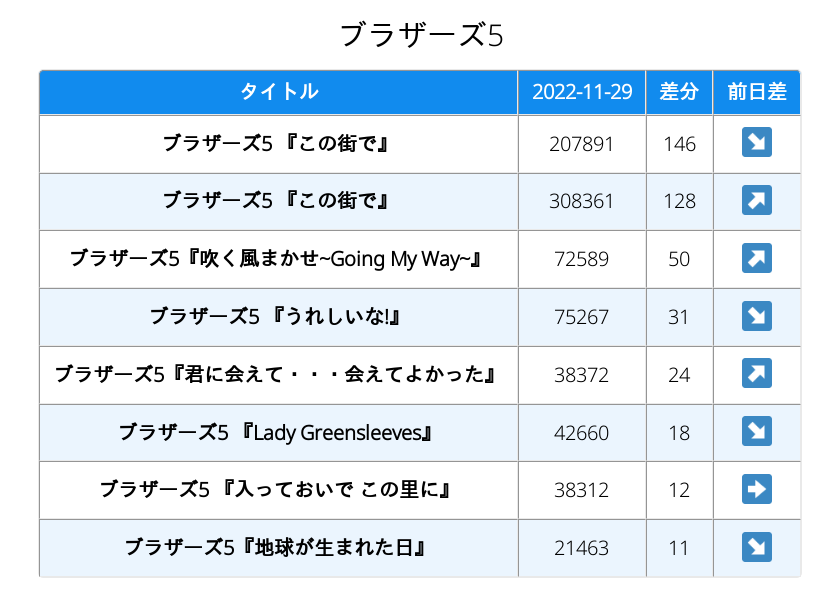 ブラザーズ5
タイトル 2022-11-29 差分 前日差
ブラザーズ5 『この街で』 207891 146 ↘
ブラザーズ5 『この街で』 308361 128 ↗
ブラザーズ5『吹く風まかせ~Going My Way~』 72589 50 ↗
ブラザーズ5 『うれしいな!』 75267 31 ↘
ブラザーズ5『君に会えて・・・会えてよかった』 38372 24 ↗
ブラザーズ5 『Lady Greensleeves』 42660 18 ↘
ブラザーズ5 『入っておいで この里に』 38312 12 →
ブラザーズ5『地球が生まれた日』 21463 11 ↘